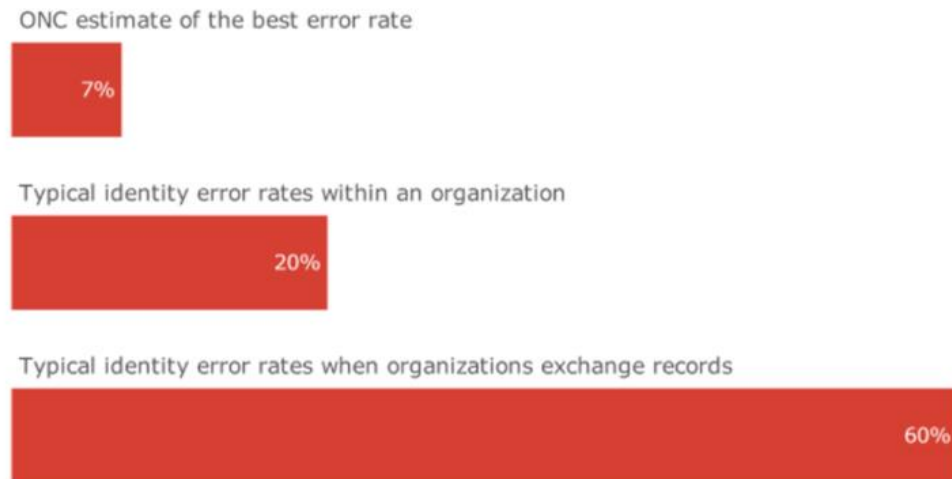 ONC estimate of the best error rate
7%
Typical identity error rates within an organization
20%
Typical identity error rates when organizations exchange records
60%